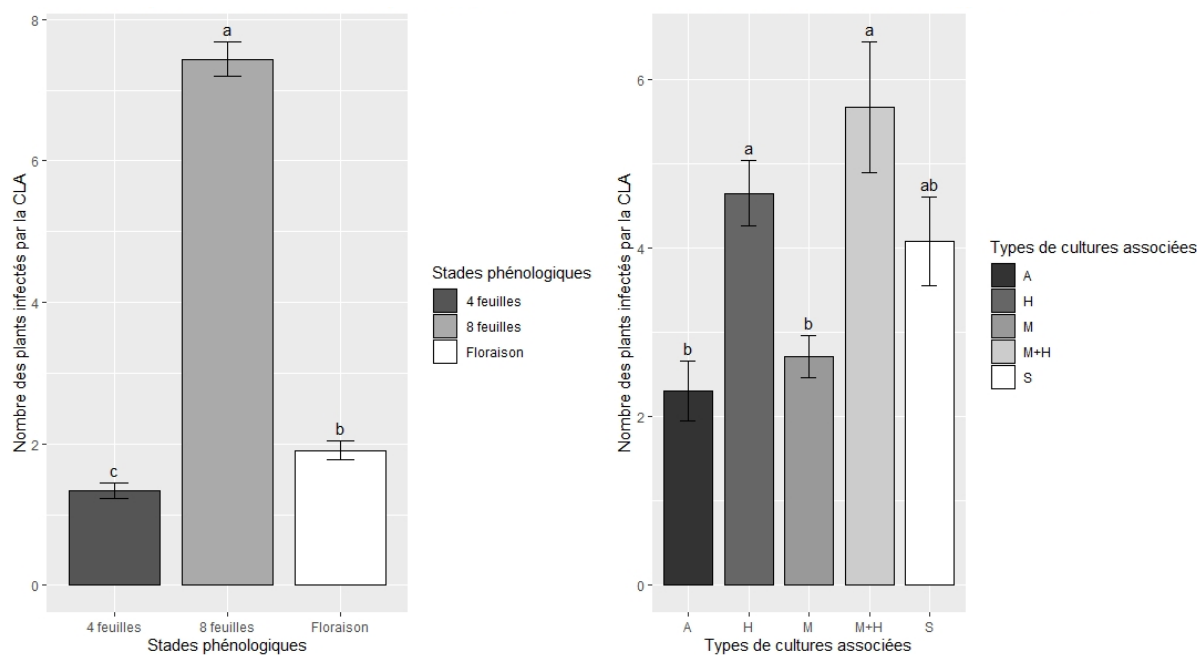 Nombre des plants infectés par la CLA
8
6
4
2
0
a
b
c
4 feuilles
8 feuilles
Floraison
Stades phénologiques
Stades phénologiques
4 feuilles
8 feuilles
Floraison
Nombre des plants infectés par la CLA
6
4
2
0
b
a
b
a
ab
A
H
M
M+H
S
Types de cultures associées
Types de cultures associées
A
H
M
M+H
S